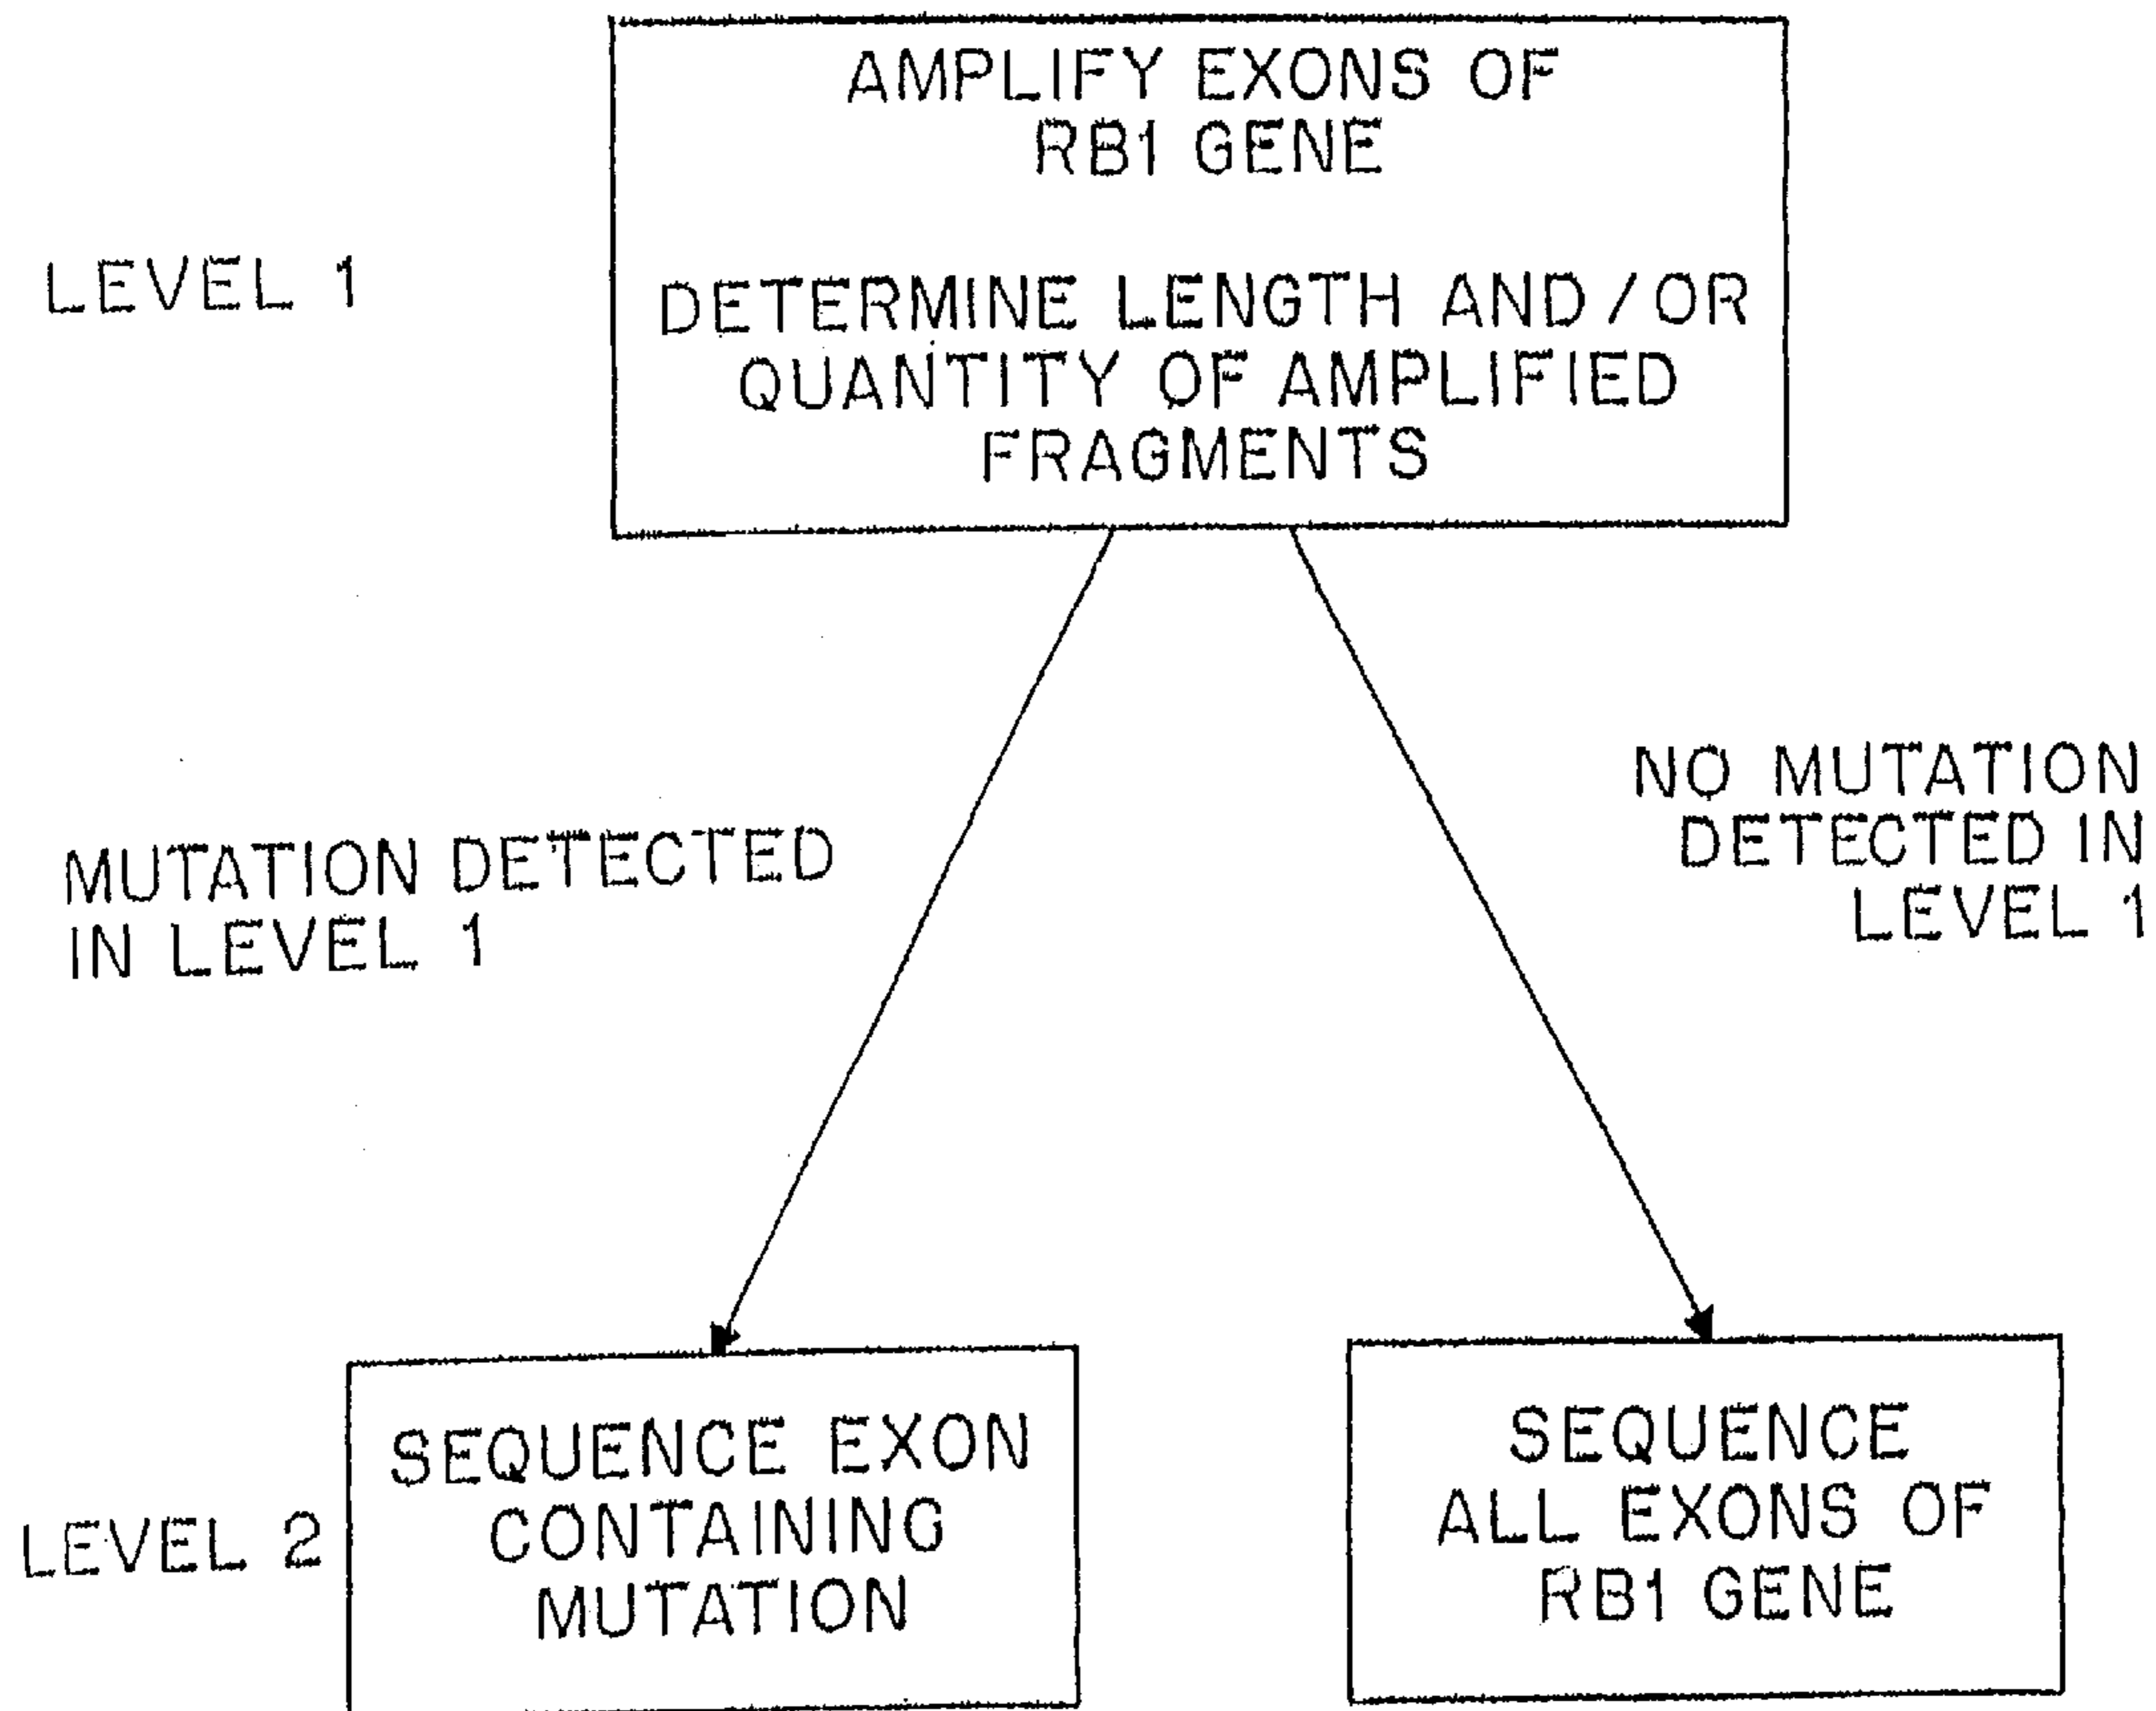 AMPLIFY EXONS OF
RB1 GENE
LEVEL 1
DETERMINE LENGTH AND/OR
QUANTITY OF AMPLIFIED
FRAGMENTS
NO MUTATION
DETECTED IN
LEVEL 1
MUTATION DETECTED
IN LEVEL 1
LEVEL 2
SEQUENCE EXON
CONTAINING
MUTATION
SEQUENCE
ALL EXONS OF
RB1 GENE